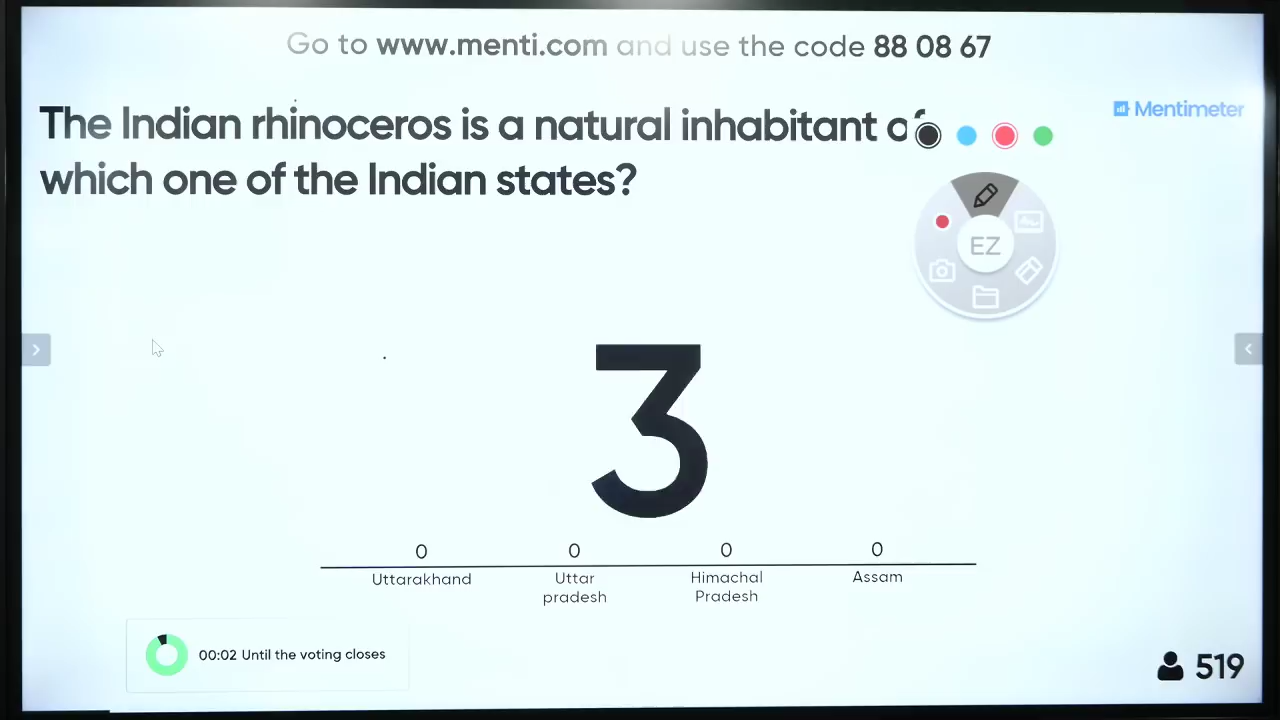 Go to www.menti.com and use the code 88 08 67
Mentimeter
The Indian rhinoceros is a natural inhabitant of
which one of the Indian states?
EZ
3
0 0 0 0
Uttarakhand Uttar pradesh Himachal Pradesh Assam
00:02 Until the voting closes
519